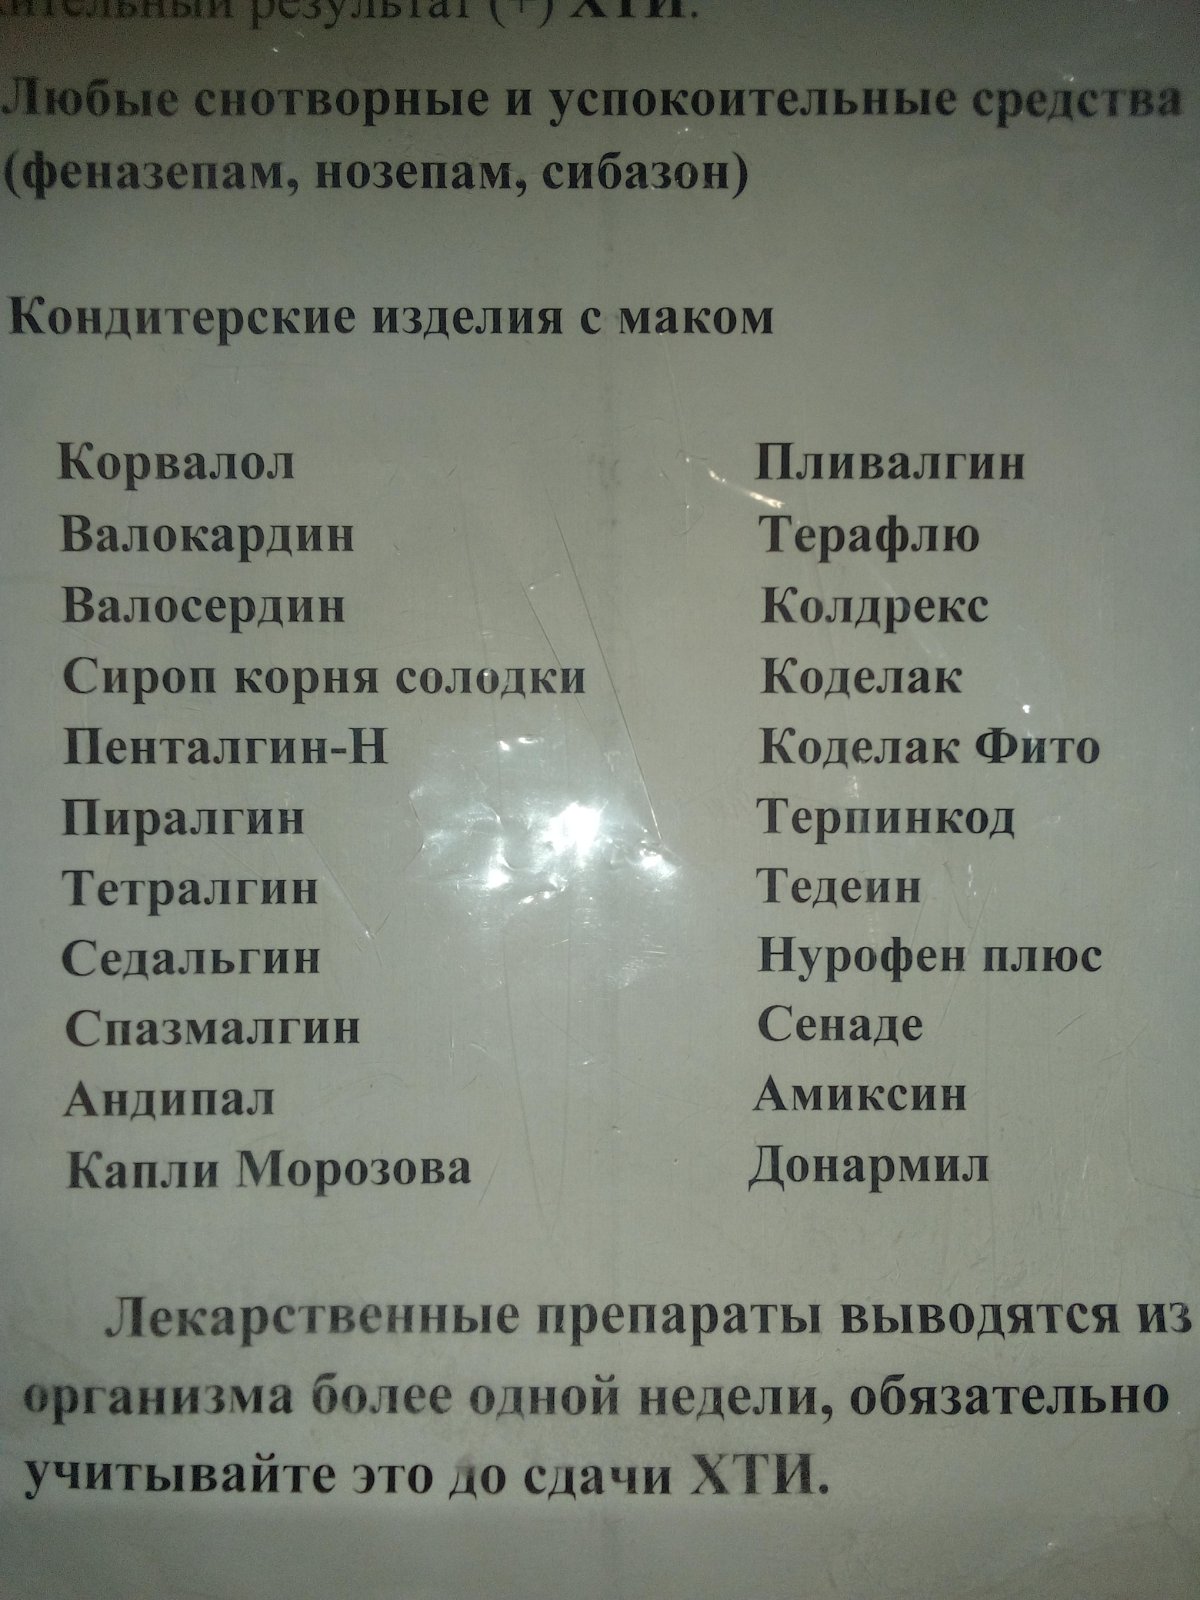 результат (+) ХТИ.
Любые снотворные и успокоительные средства
(феназепам, нозепам, сибазон)
Кондитерские изделия с маком
Корвалол
Валокардин
Валосердин
Сироп корня солодки
Пенталгин-Н
Пиралгин
Тетралгин
Седальгин
Спазмалгин
Андипал
Капли Морозова
Пливалгин
Терафлю
Колдрекс
Коделак
Коделак Фито
Терпинкод
Тедеин
Нурофен плюс
Сенаде
Амиксин
Донармил
Лекарственные препараты выводятся из
организма более одной недели, обязательно
учитывайте это до сдачи ХТИ.